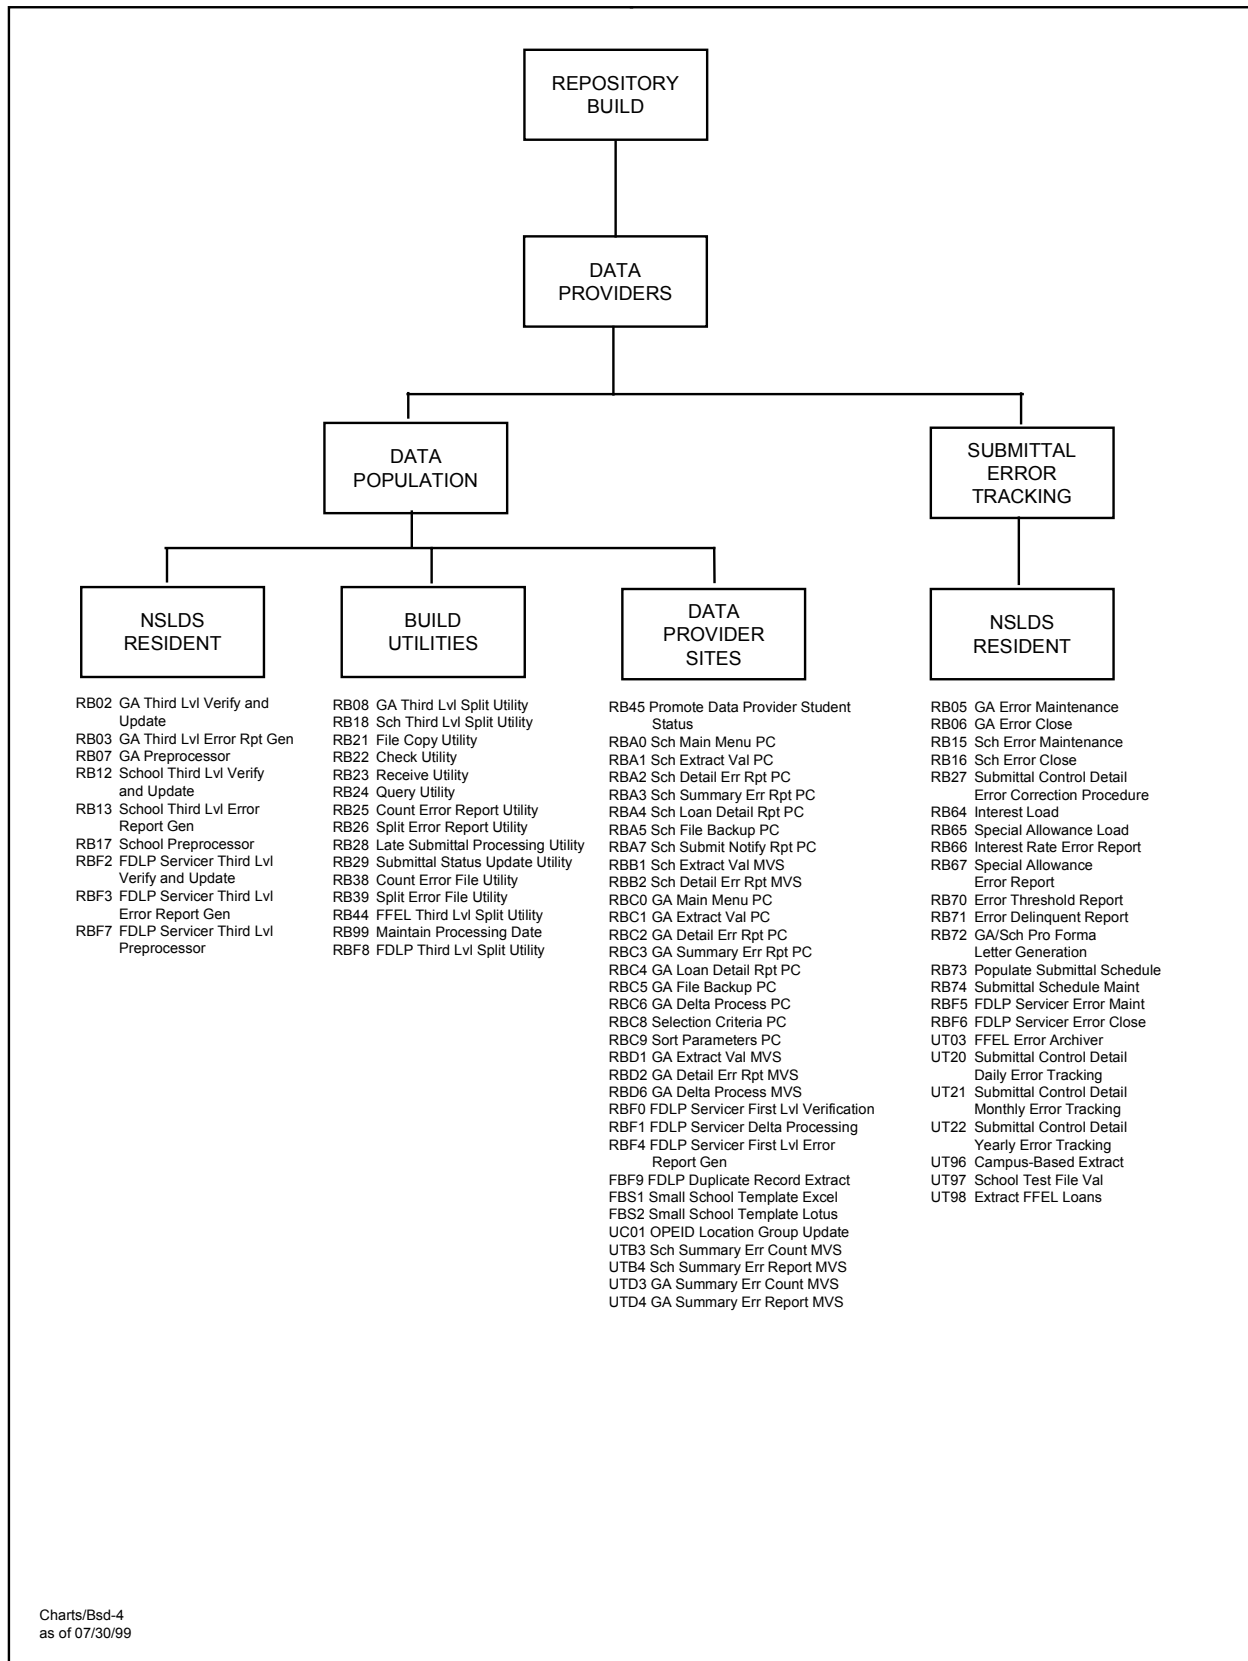 REPOSITORY
BUILD
DATA
PROVIDERS
DATA
POPULATION
SUBMITTAL
ERROR
TRACKING
NSLDS
RESIDENT
RB02 GA Third Lvl Verify and
Update
RB03 GA Third Lvl Error Rpt Gen
RB07 GA Preprocessor
RB12 School Third Lvl Verify
and Update
RB13 School Third Lvl Error
Report Gen
RB17 School Preprocessor
RBF2 FDLP Servicer Third Lvl
Verify and Update
RBF3 FDLP Servicer Third Lvl
Error Report Gen
RBF7 FDLP Servicer Third Lvl
Preprocessor
BUILD
UTILITIES
RB08 GA Third Lvl Split Utility
RB18 Sch Third Lvl Split Utility
RB21 File Copy Utility
RB22 Check Utility
RB23 Receive Utility
RB24 Query Utility
RB25 Count Error Report Utility
RB26 Split Error Report Utility
RB28 Late Submittal Processing Utility
RB29 Submittal Status Update Utility
RB38 Count Error File Utility
RB39 Split Error File Utility
RB44 FFEL Third Lvl Split Utility
RB99 Maintain Processing Date
RBF8 FDLP Third Lvl Split Utility
DATA
PROVIDER
SITES
RB45 Promote Data Provider Student
Status
RBA0 Sch Main Menu PC
RBA1 Sch Extract Val PC
RBA2 Sch Detail Err Rpt PC
RBA3 Sch Summary Err Rpt PC
RBA4 Sch Loan Detail Rpt PC
RBA5 Sch File Backup PC
RBA7 Sch Submit Notify Rpt PC
RBB1 Sch Extract Val MVS
RBB2 Sch Detail Err Rpt MVS
RBC0 GA Main Menu PC
RBC1 GA Extract Val PC
RBC2 GA Detail Err Rpt PC
RBC3 GA Summary Err Rpt PC
RBC4 GA Loan Detail Rpt PC
RBC5 GA File Backup PC
RBC6 GA Delta Process PC
RBC8 Selection Criteria PC
RBC9 Sort Parameters PC
RBD1 GA Extract Val MVS
RBD2 GA Detail Err Rpt MVS
RBD6 GA Delta Process MVS
RBF0 FDLP Servicer First Lvl Verification
RBF1 FDLP Servicer Delta Processing
RBF4 FDLP Servicer First Lvl Error
Report Gen
FBF9 FDLP Duplicate Record Extract
FBS1 Small School Template Excel
FBS2 Small School Template Lotus
UC01 OPEID Location Group Update
UTB3 Sch Summary Err Count MVS
UTB4 Sch Summary Err Report MVS
UTD3 GA Summary Err Count MVS
UTD4 GA Summary Err Report MVS
NSLDS
RESIDENT
RB05 GA Error Maintenance
RB06 GA Error Close
RB15 Sch Error Maintenance
RB16 Sch Error Close
RB27 Submittal Control Detail
Error Correction Procedure
RB64 Interest Load
RB65 Special Allowance Load
RB66 Interest Rate Error Report
RB67 Special Allowance
Error Report
RB70 Error Threshold Report
RB71 Error Delinquent Report
RB72 GA/Sch Pro Forma
Letter Generation
RB73 Populate Submittal Schedule
RB74 Submittal Schedule Maint
RBF5 FDLP Servicer Error Maint
RBF6 FDLP Servicer Error Close
UT03 FFEL Error Archiver
UT20 Submittal Control Detail
Daily Error Tracking
UT21 Submittal Control Detail
Monthly Error Tracking
UT22 Submittal Control Detail
Yearly Error Tracking
UT96 Campus-Based Extract
UT97 School Test File Val
UT98 Extract FFEL Loans
Charts/Bsd-4
as of 07/30/99